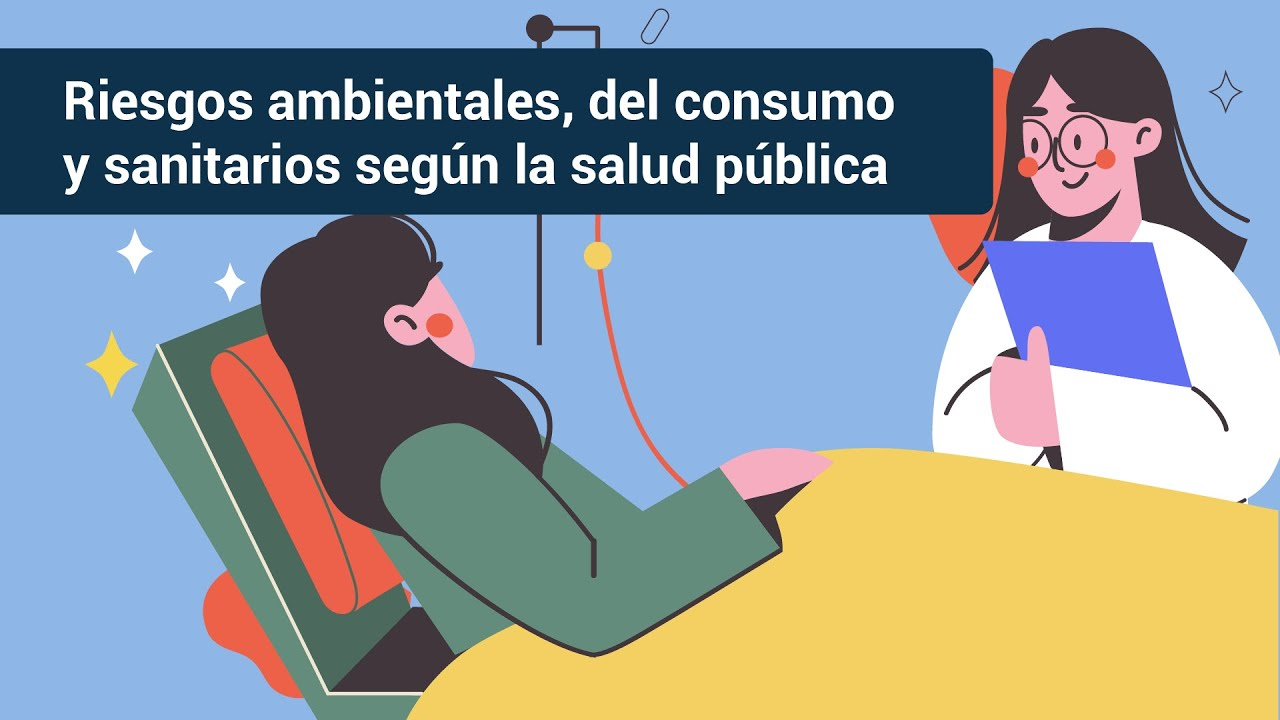 Riesgos ambientales, del consumo
y sanitarios según la salud pública